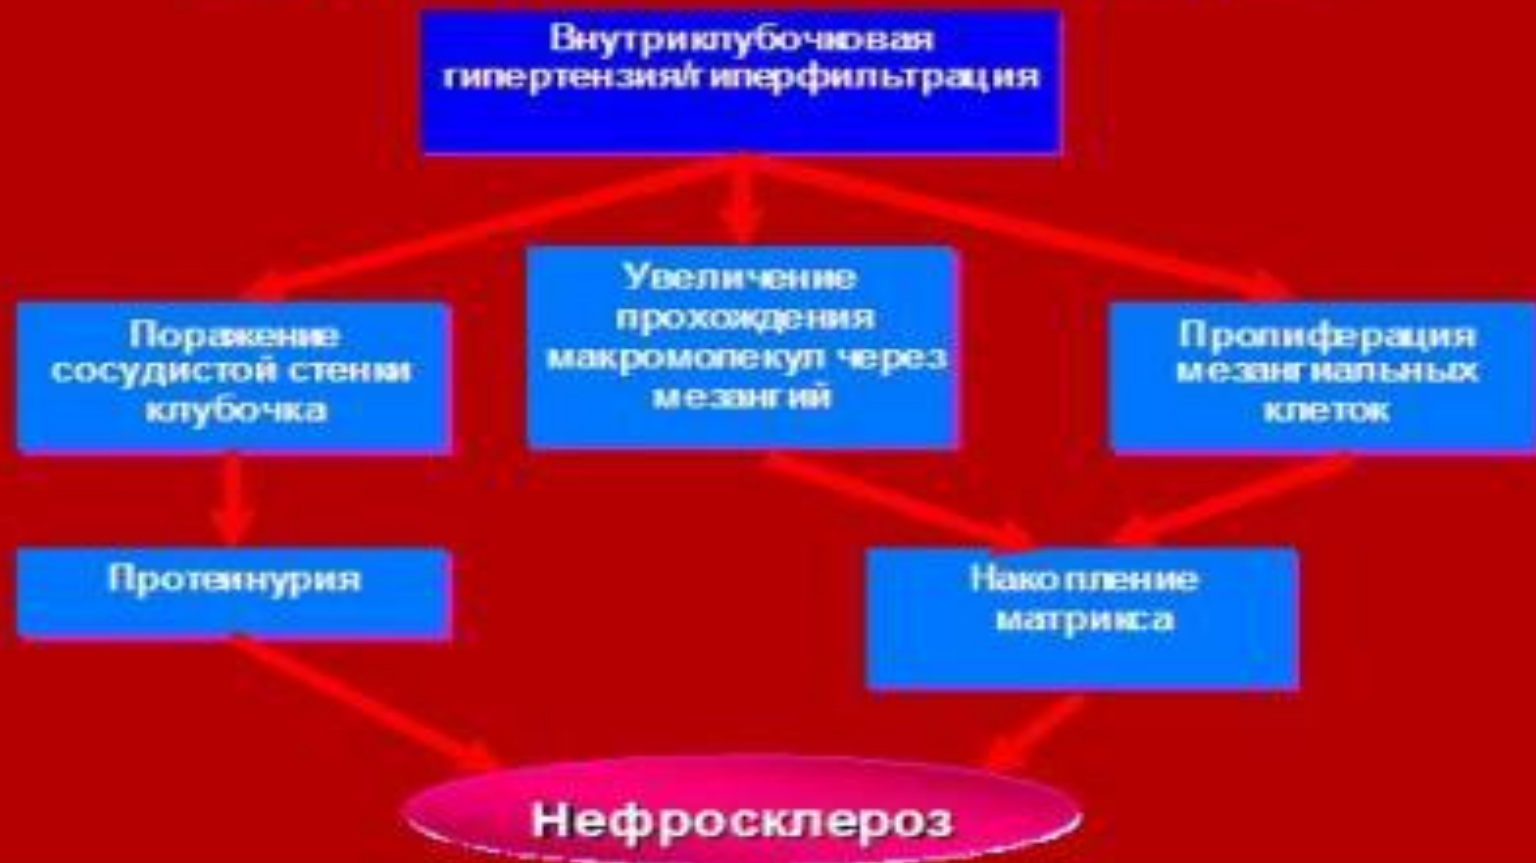 Внутриклубочковая
гипертензия/гиперфильтрация
Увеличение
прохождения
макромолекул через
мезангий
Поражение
сосудистой стенки
клубочка
Пролиферация
мезангиальных
клеток
Протеинурия
Накопление
матрикса
Нефросклероз